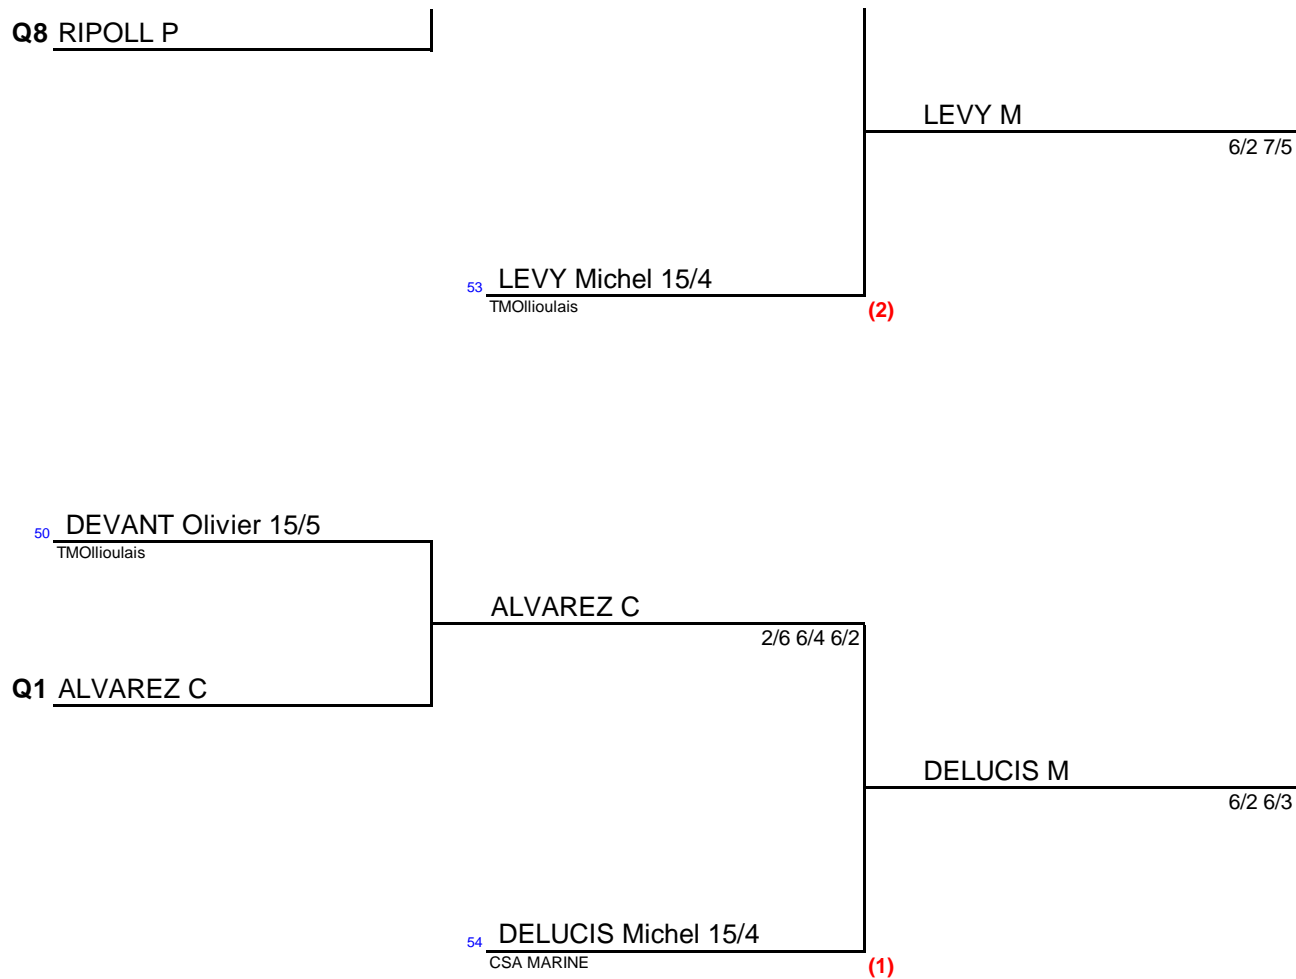 Q8 RIPOLL P
LEVY M
6/2 7/5
53 LEVY Michel 15/4
TMOllioulais
(2)
50 DEVANT Olivier 15/5
TMOllioulais
ALVAREZ C
2/6 6/4 6/2
Q1 ALVAREZ C
DELUCIS M
6/2 6/3
54 DELUCIS Michel 15/4
CSA MARINE
(1)